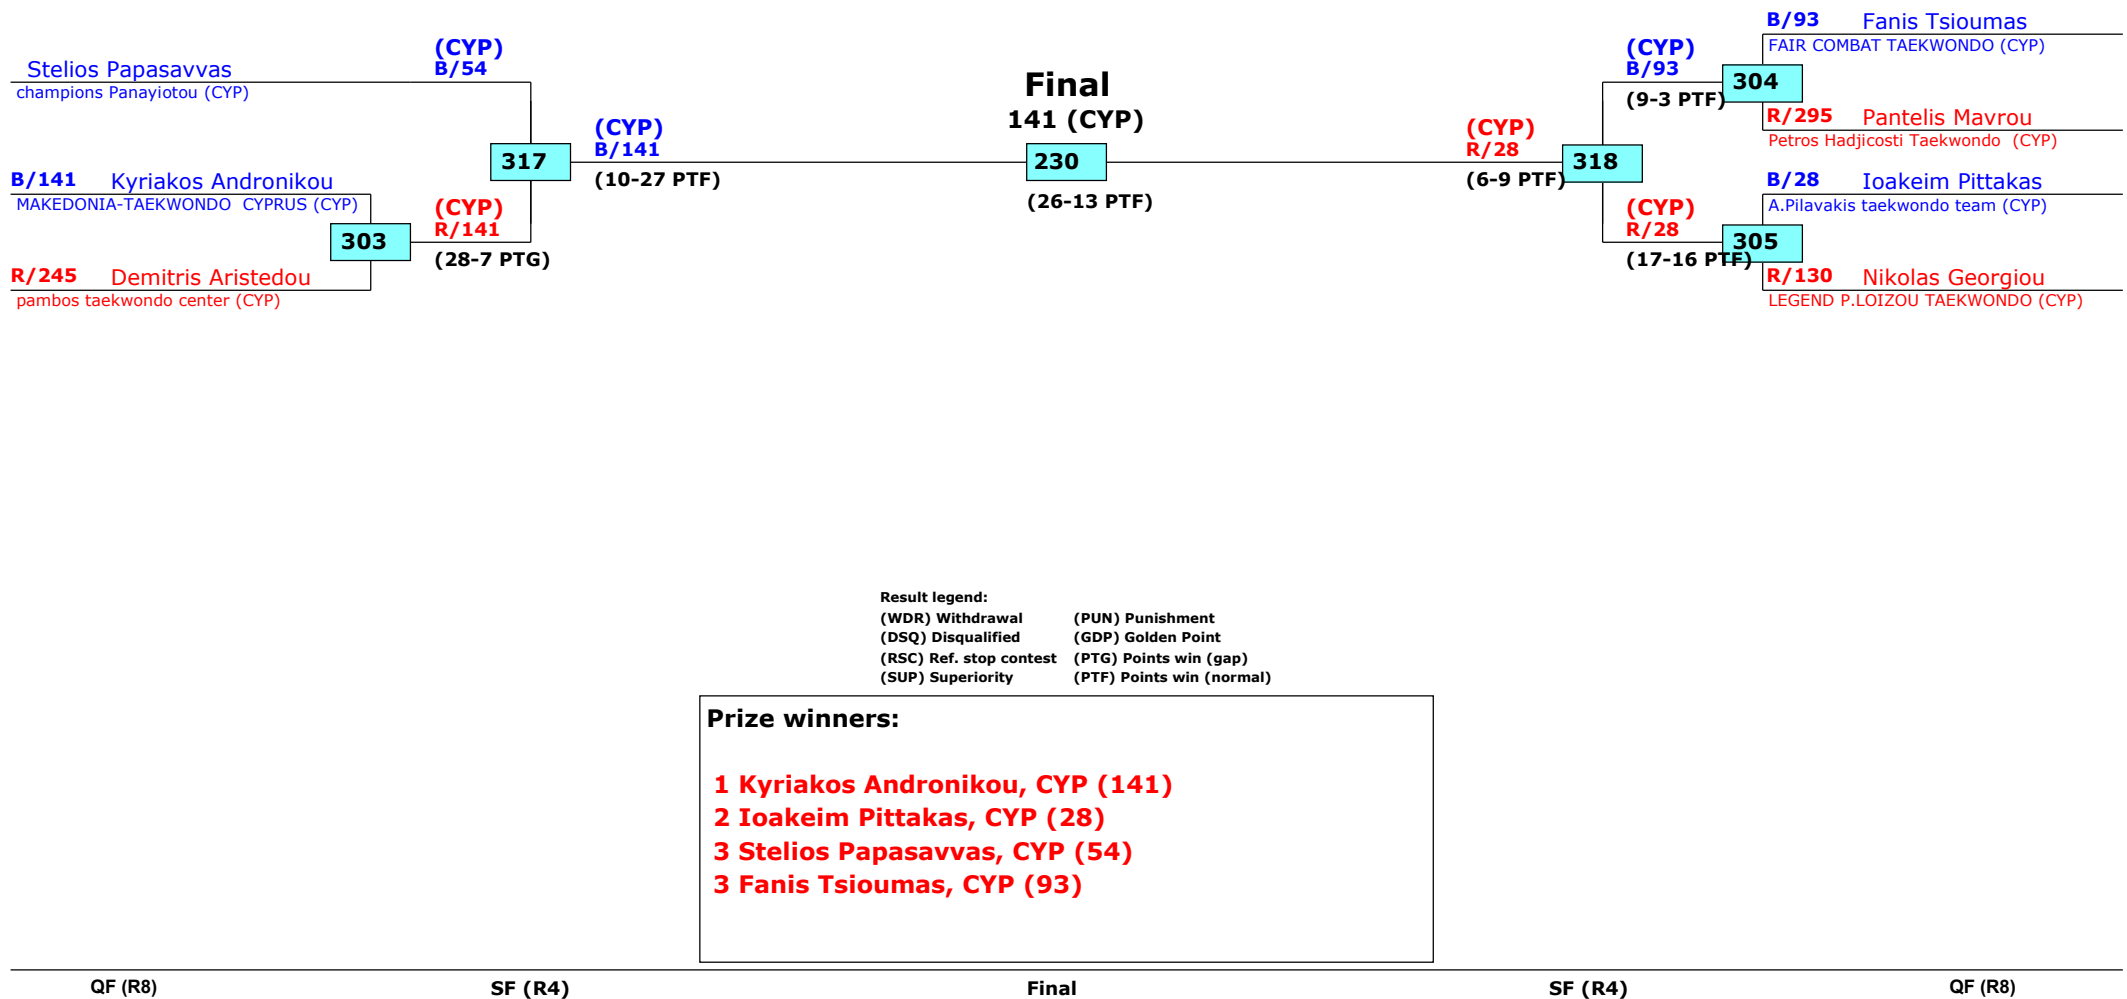 Stelios Papasavvas
champions Panayiotou (CYP)
(CYP)
B/54
B/141 Kyriakos Andronikou
MAKEDONIA-TAEKWONDO CYPRUS (CYP)
303
R/245 Demitris Aristedou
pambos taekwondo center (CYP)
(CYP)
R/141
(28-7 PTG)
317
(CYP)
B/141
(10-27 PTF)
Final
141 (CYP)
230
(26-13 PTF)
(CYP)
R/28
(6-9 PTF)
318
(CYP)
B/93
(9-3 PTF)
304
B/93 Fanis Tsioumas
FAIR COMBAT TAEKWONDO (CYP)
R/295 Pantelis Mavrou
Petros Hadjicosti Taekwondo (CYP)
(CYP)
R/28
(17-16 PTF)
305
B/28 Ioakeim Pittakas
A.Pilavakis taekwondo team (CYP)
R/130 Nikolas Georgiou
LEGEND P.LOIZOU TAEKWONDO (CYP)
Result legend:
(WDR) Withdrawal (PUN) Punishment
(DSQ) Disqualified (GDP) Golden Point
(RSC) Ref. stop contest (PTG) Points win (gap)
(SUP) Superiority (PTF) Points win (normal)
Prize winners:
1 Kyriakos Andronikou, CYP (141)
2 Ioakeim Pittakas, CYP (28)
3 Stelios Papasavvas, CYP (54)
3 Fanis Tsioumas, CYP (93)
QF (R8) SF (R4) Final SF (R4) QF (R8)